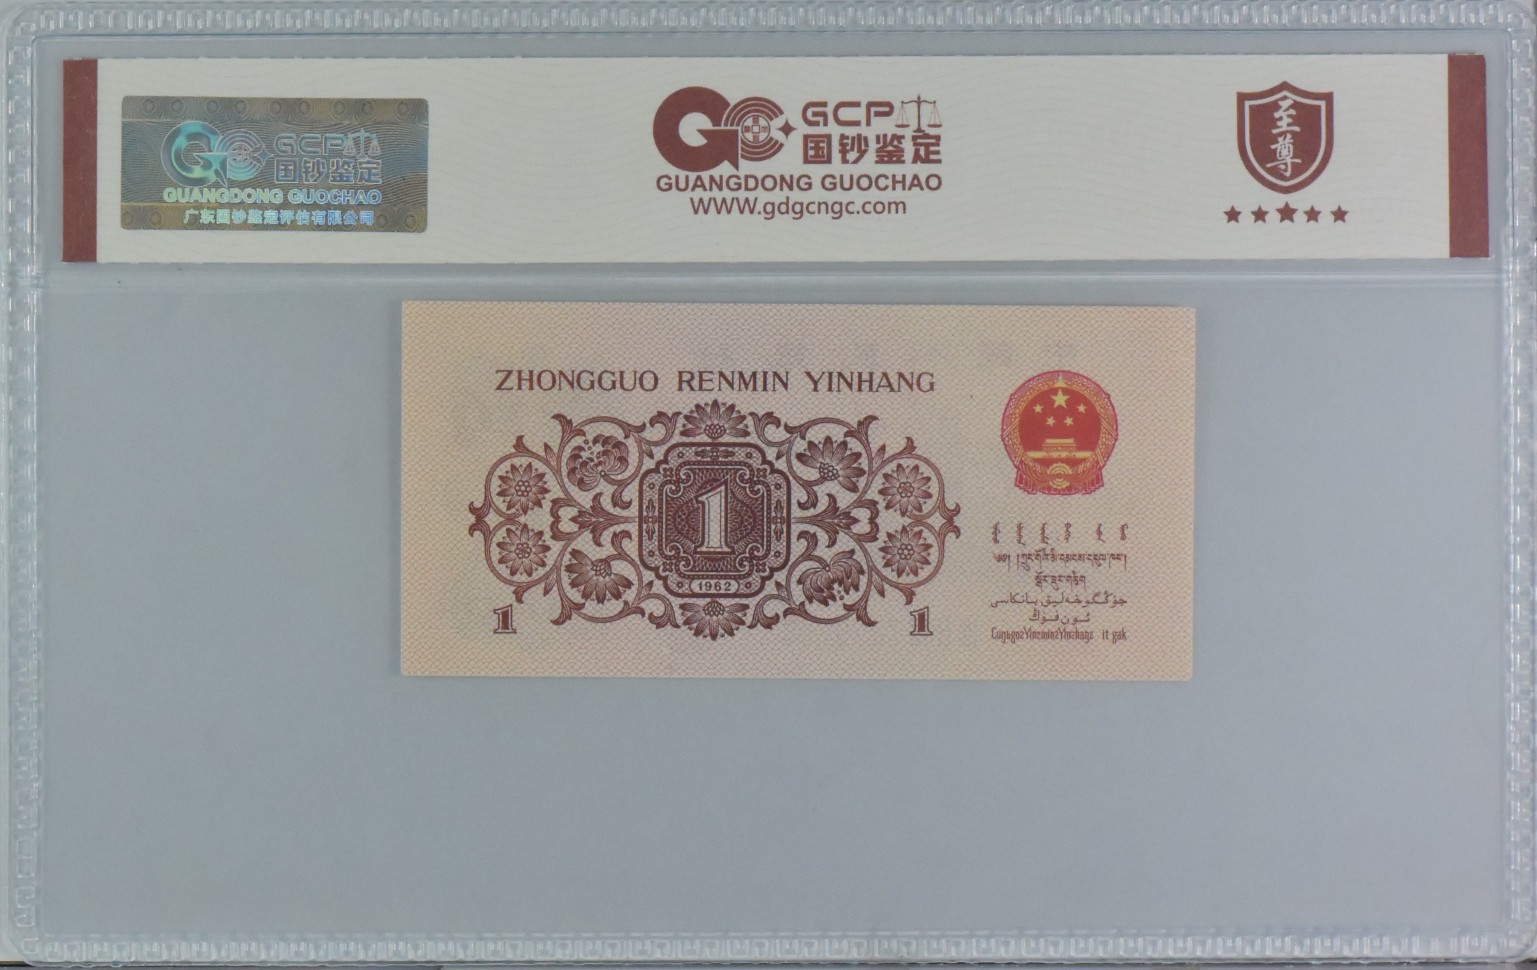 GCP
国钞鉴定
GUANGDONG GUOCHAO
广东国钞鉴定评估有限公司
GCP
国钞鉴定
GUANGDONG GUOCHAO
WWW.gdgcngc.com
至尊
ZHONGGUO RENMIN YINHANG
1
1962
1
1
جۇڭگوخەلىق بانكاسى